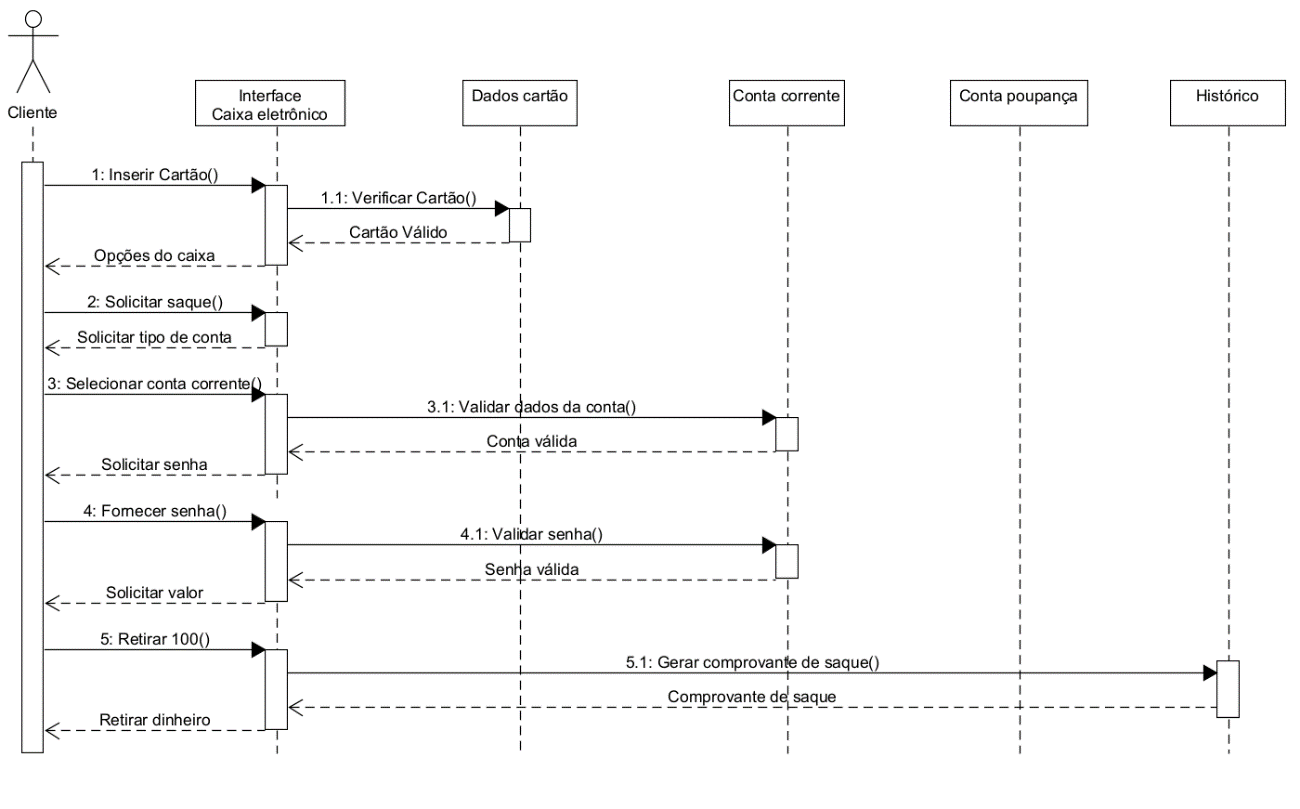 Cliente
Interface
Caixa eletrônico
Dados cartão
Conta corrente
Conta poupança
Histórico
1: Inserir Cartão()
1.1: Verificar Cartão()
Cartão Válido
Opções do caixa
2: Solicitar saque()
Solicitar tipo de conta
3: Selecionar conta corrente()
3.1: Validar dados da conta()
Conta válida
Solicitar senha
4: Fornecer senha()
4.1: Validar senha()
Senha válida
Solicitar valor
5: Retirar 100()
5.1: Gerar comprovante de saque()
Comprovante de saque
Retirar dinheiro